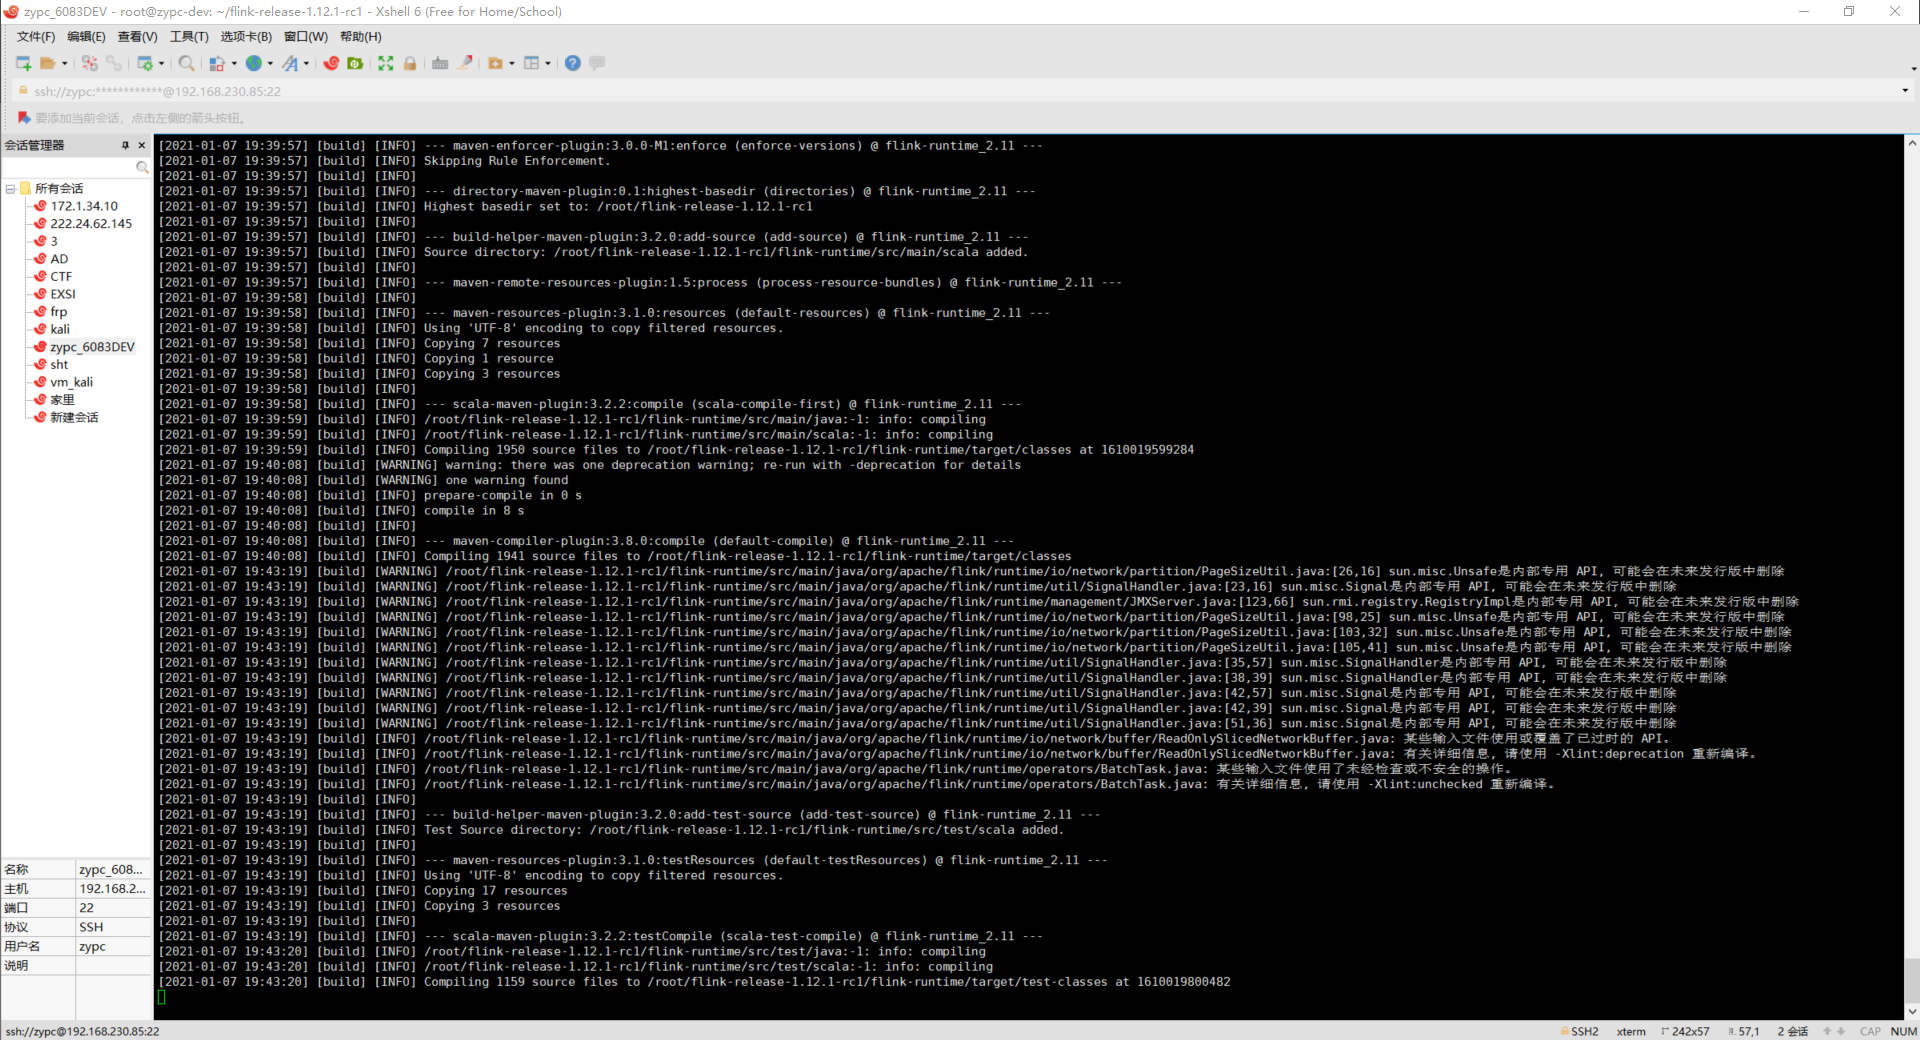 zypc_6083DEV - root@zypc-dev: ~/flink-release-1.12.1-rc1 - Xshell 6 (Free for Home/School)
文件(F) 编辑(E) 查看(V) 工具(T) 选项卡(B) 窗口(W) 帮助(H)
ssh://zypc:************@192.168.230.85:22
要添加当前会话，点击左侧的箭头按钮。
会话管理器
所有会话
172.1.34.10
222.24.62.145
3
AD
CTF
EXSI
frp
kali
zypc_6083DEV
sht
vm_kali
家里
新建会话
名称 zypc_608...
主机 192.168.2...
端口 22
协议 SSH
用户名 zypc
说明
[2021-01-07 19:39:57] [build] [INFO] --- maven-enforcer-plugin:3.0.0-M1:enforce (enforce-versions) @ flink-runtime_2.11 ---
[2021-01-07 19:39:57] [build] [INFO] Skipping Rule Enforcement.
[2021-01-07 19:39:57] [build] [INFO]
[2021-01-07 19:39:57] [build] [INFO] --- directory-maven-plugin:0.1:highest-basedir (directories) @ flink-runtime_2.11 ---
[2021-01-07 19:39:57] [build] [INFO] Highest basedir set to: /root/flink-release-1.12.1-rc1
[2021-01-07 19:39:57] [build] [INFO]
[2021-01-07 19:39:57] [build] [INFO] --- build-helper-maven-plugin:3.2.0:add-source (add-source) @ flink-runtime_2.11 ---
[2021-01-07 19:39:57] [build] [INFO] Source directory: /root/flink-release-1.12.1-rc1/flink-runtime/src/main/scala added.
[2021-01-07 19:39:57] [build] [INFO]
[2021-01-07 19:39:57] [build] [INFO] --- maven-remote-resources-plugin:1.5:process (process-resource-bundles) @ flink-runtime_2.11 ---
[2021-01-07 19:39:58] [build] [INFO]
[2021-01-07 19:39:58] [build] [INFO] --- maven-resources-plugin:3.1.0:resources (default-resources) @ flink-runtime_2.11 ---
[2021-01-07 19:39:58] [build] [INFO] Using 'UTF-8' encoding to copy filtered resources.
[2021-01-07 19:39:58] [build] [INFO] Copying 7 resources
[2021-01-07 19:39:58] [build] [INFO] Copying 1 resource
[2021-01-07 19:39:58] [build] [INFO] Copying 3 resources
[2021-01-07 19:39:58] [build] [INFO]
[2021-01-07 19:39:58] [build] [INFO] --- scala-maven-plugin:3.2.2:compile (scala-compile-first) @ flink-runtime_2.11 ---
[2021-01-07 19:39:58] [build] [INFO] /root/flink-release-1.12.1-rc1/flink-runtime/src/main/java:-1: info: compiling
[2021-01-07 19:39:59] [build] [INFO] /root/flink-release-1.12.1-rc1/flink-runtime/src/main/scala:-1: info: compiling
[2021-01-07 19:39:59] [build] [INFO] Compiling 1950 source files to /root/flink-release-1.12.1-rc1/flink-runtime/target/classes at 1610019599284
[2021-01-07 19:40:08] [build] [WARNING] warning: there was one deprecation warning; re-run with -deprecation for details
[2021-01-07 19:40:08] [build] [WARNING] one warning found
[2021-01-07 19:40:08] [build] [INFO] prepare-compile in 0 s
[2021-01-07 19:40:08] [build] [INFO] compile in 8 s
[2021-01-07 19:40:08] [build] [INFO]
[2021-01-07 19:40:08] [build] [INFO] --- maven-compiler-plugin:3.8.0:compile (default-compile) @ flink-runtime_2.11 ---
[2021-01-07 19:40:08] [build] [INFO] Compiling 1941 source files to /root/flink-release-1.12.1-rc1/flink-runtime/target/classes
[2021-01-07 19:43:19] [build] [WARNING] /root/flink-release-1.12.1-rc1/flink-runtime/src/main/java/org/apache/flink/runtime/io/network/partition/PageSizeUtil.java:[26,16] sun.misc.Unsafe是内部专用 API, 可能会在未来发行版中删除
[2021-01-07 19:43:19] [build] [WARNING] /root/flink-release-1.12.1-rc1/flink-runtime/src/main/java/org/apache/flink/runtime/util/SignalHandler.java:[23,16] sun.misc.Signal是内部专用 API, 可能会在未来发行版中删除
[2021-01-07 19:43:19] [build] [WARNING] /root/flink-release-1.12.1-rc1/flink-runtime/src/main/java/org/apache/flink/runtime/management/JMXServer.java:[123,66] sun.rmi.registry.RegistryImpl是内部专用 API, 可能会在未来发行版中删除
[2021-01-07 19:43:19] [build] [WARNING] /root/flink-release-1.12.1-rc1/flink-runtime/src/main/java/org/apache/flink/runtime/io/network/partition/PageSizeUtil.java:[98,25] sun.misc.Unsafe是内部专用 API, 可能会在未来发行版中删除
[2021-01-07 19:43:19] [build] [WARNING] /root/flink-release-1.12.1-rc1/flink-runtime/src/main/java/org/apache/flink/runtime/io/network/partition/PageSizeUtil.java:[103,32] sun.misc.Unsafe是内部专用 API, 可能会在未来发行版中删除
[2021-01-07 19:43:19] [build] [WARNING] /root/flink-release-1.12.1-rc1/flink-runtime/src/main/java/org/apache/flink/runtime/io/network/partition/PageSizeUtil.java:[105,41] sun.misc.Unsafe是内部专用 API, 可能会在未来发行版中删除
[2021-01-07 19:43:19] [build] [WARNING] /root/flink-release-1.12.1-rc1/flink-runtime/src/main/java/org/apache/flink/runtime/util/SignalHandler.java:[35,57] sun.misc.SignalHandler是内部专用 API, 可能会在未来发行版中删除
[2021-01-07 19:43:19] [build] [WARNING] /root/flink-release-1.12.1-rc1/flink-runtime/src/main/java/org/apache/flink/runtime/util/SignalHandler.java:[38,39] sun.misc.SignalHandler是内部专用 API, 可能会在未来发行版中删除
[2021-01-07 19:43:19] [build] [WARNING] /root/flink-release-1.12.1-rc1/flink-runtime/src/main/java/org/apache/flink/runtime/util/SignalHandler.java:[42,57] sun.misc.Signal是内部专用 API, 可能会在未来发行版中删除
[2021-01-07 19:43:19] [build] [WARNING] /root/flink-release-1.12.1-rc1/flink-runtime/src/main/java/org/apache/flink/runtime/util/SignalHandler.java:[42,39] sun.misc.Signal是内部专用 API, 可能会在未来发行版中删除
[2021-01-07 19:43:19] [build] [WARNING] /root/flink-release-1.12.1-rc1/flink-runtime/src/main/java/org/apache/flink/runtime/util/SignalHandler.java:[51,36] sun.misc.Signal是内部专用 API, 可能会在未来发行版中删除
[2021-01-07 19:43:19] [build] [INFO] /root/flink-release-1.12.1-rc1/flink-runtime/src/main/java/org/apache/flink/runtime/io/network/buffer/ReadOnlySlicedNetworkBuffer.java: 某些输入文件使用或覆盖了已过时的 API。
[2021-01-07 19:43:19] [build] [INFO] /root/flink-release-1.12.1-rc1/flink-runtime/src/main/java/org/apache/flink/runtime/io/network/buffer/ReadOnlySlicedNetworkBuffer.java: 有关详细信息, 请使用 -Xlint:deprecation 重新编译。
[2021-01-07 19:43:19] [build] [INFO] /root/flink-release-1.12.1-rc1/flink-runtime/src/main/java/org/apache/flink/runtime/operators/BatchTask.java: 某些输入文件使用了未经检查或不安全的操作。
[2021-01-07 19:43:19] [build] [INFO] /root/flink-release-1.12.1-rc1/flink-runtime/src/main/java/org/apache/flink/runtime/operators/BatchTask.java: 有关详细信息, 请使用 -Xlint:unchecked 重新编译。
[2021-01-07 19:43:19] [build] [INFO]
[2021-01-07 19:43:19] [build] [INFO] --- build-helper-maven-plugin:3.2.0:add-test-source (add-test-source) @ flink-runtime_2.11 ---
[2021-01-07 19:43:19] [build] [INFO] Test Source directory: /root/flink-release-1.12.1-rc1/flink-runtime/src/test/scala added.
[2021-01-07 19:43:19] [build] [INFO]
[2021-01-07 19:43:19] [build] [INFO] --- maven-resources-plugin:3.1.0:testResources (default-testResources) @ flink-runtime_2.11 ---
[2021-01-07 19:43:19] [build] [INFO] Using 'UTF-8' encoding to copy filtered resources.
[2021-01-07 19:43:19] [build] [INFO] Copying 17 resources
[2021-01-07 19:43:19] [build] [INFO] Copying 3 resources
[2021-01-07 19:43:19] [build] [INFO]
[2021-01-07 19:43:19] [build] [INFO] --- scala-maven-plugin:3.2.2:testCompile (scala-test-compile) @ flink-runtime_2.11 ---
[2021-01-07 19:43:20] [build] [INFO] /root/flink-release-1.12.1-rc1/flink-runtime/src/test/java:-1: info: compiling
[2021-01-07 19:43:20] [build] [INFO] /root/flink-release-1.12.1-rc1/flink-runtime/src/test/scala:-1: info: compiling
[2021-01-07 19:43:20] [build] [INFO] Compiling 1159 source files to /root/flink-release-1.12.1-rc1/flink-runtime/target/test-classes at 1610019800482
ssh://zypc@192.168.230.85:22 SSH2 xterm 242x57 57,1 2 会话 CAP NUM